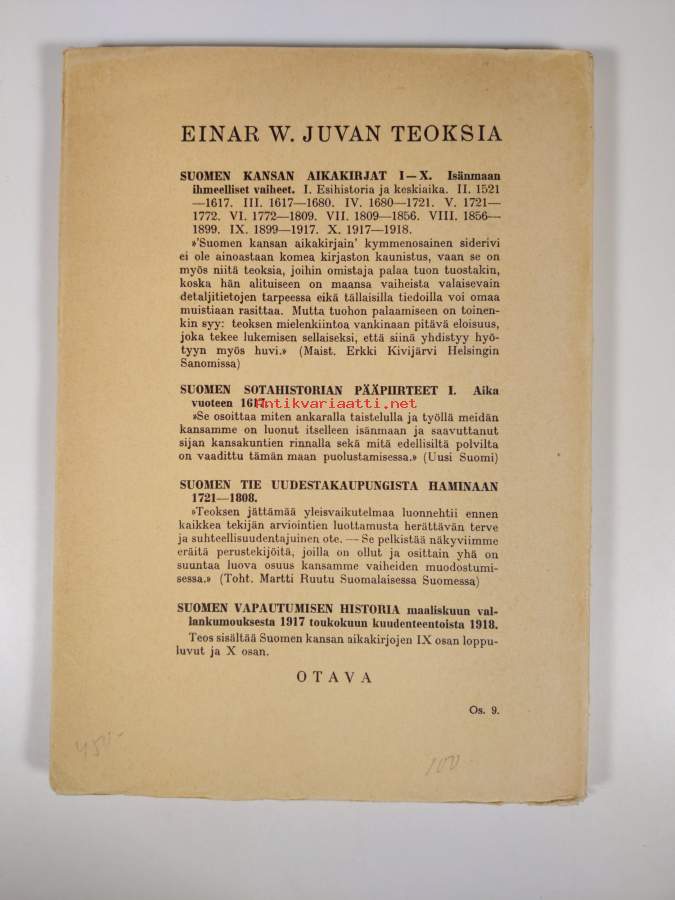 EINAR W. JUVAN TEOKSIA
SUOMEN KANSAN AIKAKIRJAT I—X. Isänmaan
ihmeelliset vaiheet. I. Esihistoria ja keskiaika. II. 1521
—1617. III. 1617—1680. IV. 1680—1721. V. 1721—
1772. VI. 1772—1809. VII. 1809—1856. VIII. 1856—
1899. IX. 1899—1917. X. 1917—1918.
»'Suomen kansan aikakirjain' kymmenosainen siderivi
ei ole ainoastaan komea kirjaston kaunistus, vaan se on
myös niitä teoksia, joihin omistaja palaa tuon tuostakin,
koska hän alituiseen on maansa vaiheista valaisevain
detaljitietojen tarpeessa eikä tällaisilla tiedoilla voi omaa
muistiaan rasittaa. Mutta tuohon palaamiseen on toinen-
kin syy: teoksen mielenkiintoa vankinaan pitävä eloisuus,
joka tekee lukemisen sellaiseksi, että siinä yhdistyy hyö-
tyyn myös huvi.» (Maist. Erkki Kivijärvi Helsingin
Sanomissa)
SUOMEN SOTAHISTORIAN PÄÄPIIRTEET I. Aika
vuoteen 1617.
Antikvariaatti.net
»Se osoittaa miten ankaralla taistelulla ja työllä meidän
kansamme on luonut itselleen isänmaan ja saavuttanut
sijan kansakuntien rinnalla sekä mitä edellisiltä polvilta
on vaadittu tämän maan puolustamisessa.» (Uusi Suomi)
SUOMEN TIE UUDESTAKAUPUNGISTA HAMINAAN
1721—1808.
»Teoksen jättämää yleisvaikutelmaa luonnehtii ennen
kaikkea tekijän arviointien luottamusta herättävän terve
ja suhteellisuudentajuinen ote. — Se pelkistää näkyviimme
eräitä perustekijöitä, joilla on ollut ja osittain yhä on
suuntaa luova osuus kansamme vaiheiden muodostumi-
sessa.» (Toht. Martti Ruutu Suomalaisessa Suomessa)
SUOMEN VAPAUTUMISEN HISTORIA maaliskuun val-
lankumouksesta 1917 toukokuun kuudenteentoista 1918.
Teos sisältää Suomen kansan aikakirjojen IX osan loppu-
luvut ja X osan.
OTAVA
Os. 9.
100